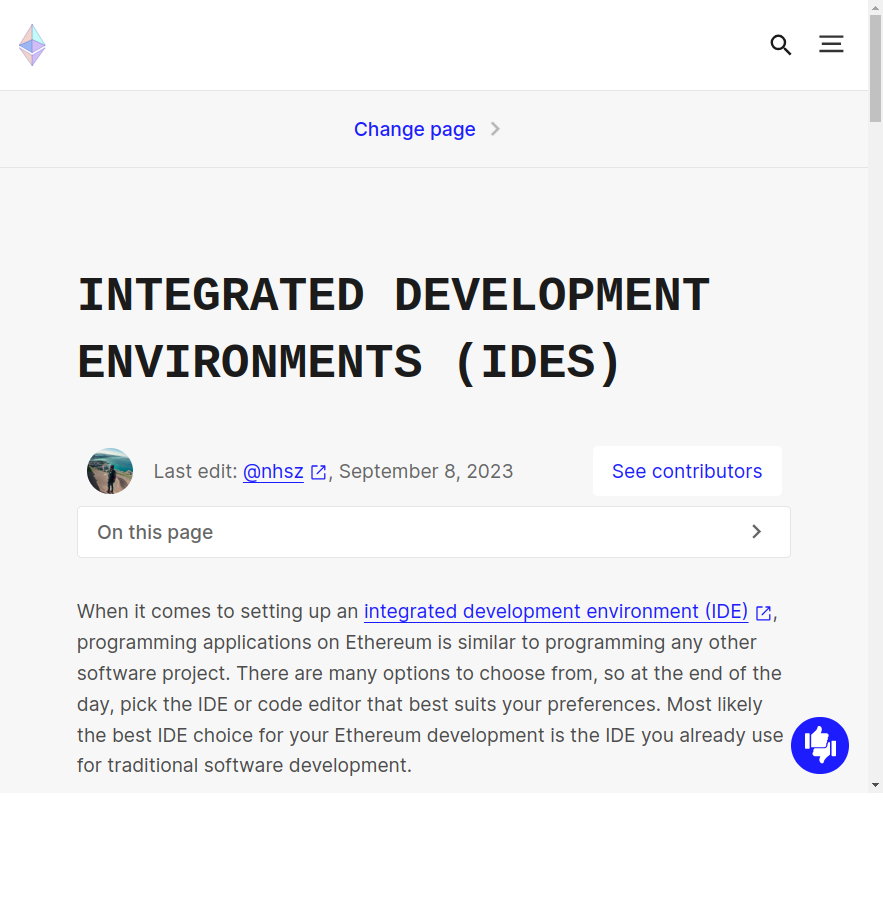 Change page
INTEGRATED DEVELOPMENT
ENVIRONMENTS (IDES)
Last edit: @nhsz, September 8, 2023
See contributors
On this page
When it comes to setting up an integrated development environment (IDE),
programming applications on Ethereum is similar to programming any other
software project. There are many options to choose from, so at the end of the
day, pick the IDE or code editor that best suits your preferences. Most likely
the best IDE choice for your Ethereum development is the IDE you already use
for traditional software development.